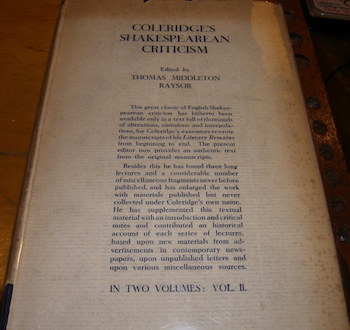 COLERIDGE'S
SHAKESPEAREAN
CRITICISM
Edited by
THOMAS MIDDLETON
RAYSOR
This great classic of English Shakes-
pearean criticism has hitherto been
available only in a text full of thousands
of alterations, omissions and interpola-
tions, for Coleridge's executors rewrote
the manuscripts of his Literary Remains
from beginning to end. The present
editor now provides an authentic text
from the original manuscripts.
Besides this he has found three long
lectures and a considerable number
of miscellaneous fragments never before
published, and has enlarged the work
with materials published but never
collected under Coleridge's own name.
He has supplemented this textual
material with an introduction and critical
notes and contributed an historical
account of each series of lectures,
based upon new materials from ad-
vertisements in contemporary news-
papers, upon unpublished letters and
upon various miscellaneous sources.
IN TWO VOLUMES: VOL. II.